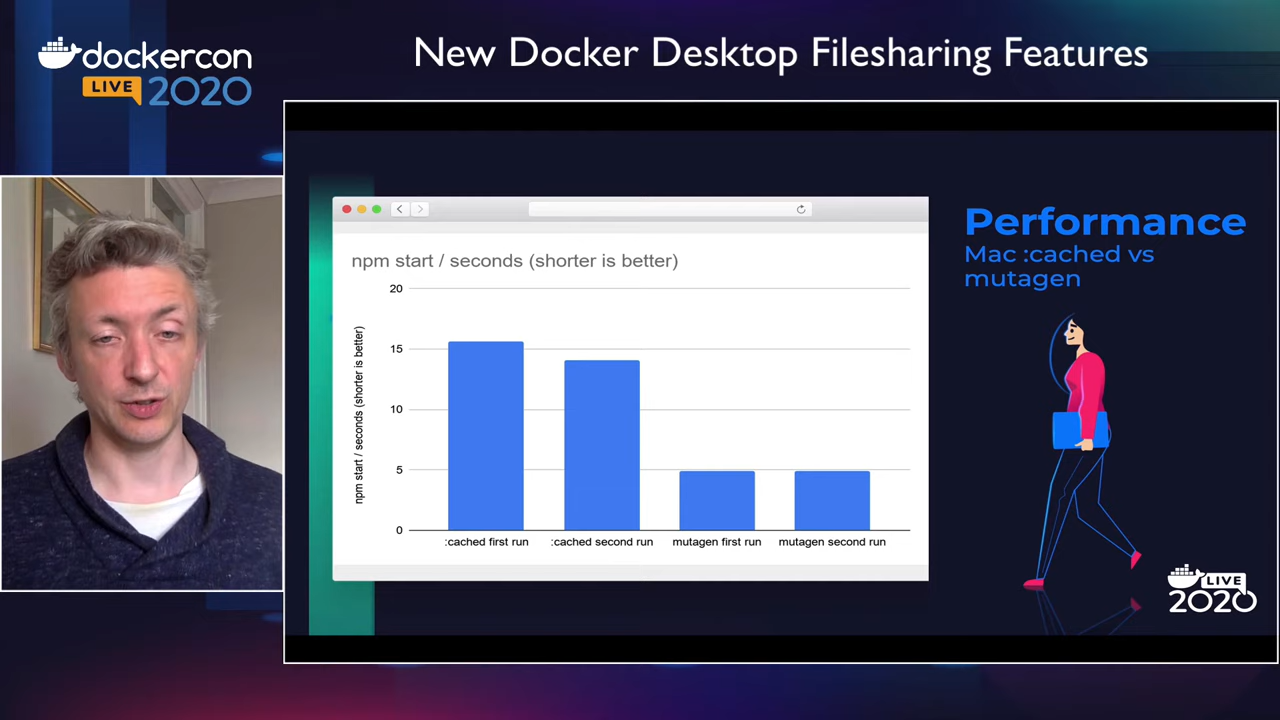 dockercon
LIVE 2020
New Docker Desktop Filesharing Features
npm start / seconds (shorter is better)
npm start / seconds (shorter is better)
20
15
10
5
0
:cached first run
:cached second run
mutagen first run
mutagen second run
Performance
Mac :cached vs
mutagen
LIVE
2020